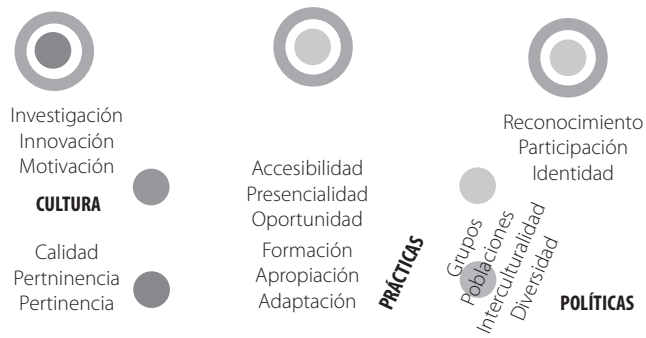 Investigación
Innovación
Motivación
CULTURA
Calidad
Pertninencia
Pertinencia
Accesibilidad
Presencialidad
Oportunidad
Formación
Apropiación
Adaptación
PRÁCTICAS
Reconocimiento
Participación
Identidad
Grupos
Poblaciones
Interculturalidad
Diversidad
POLÍTICAS